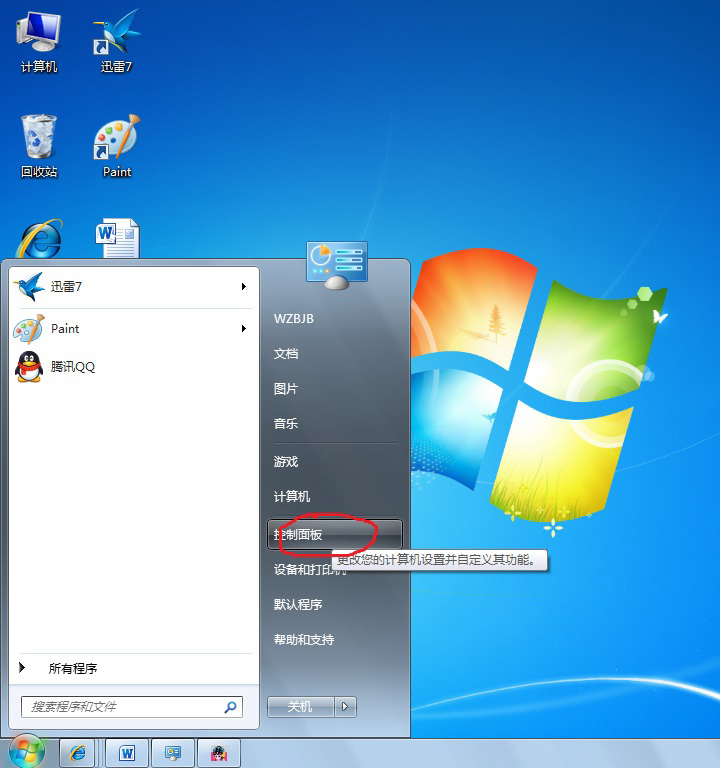 计算机
迅雷7
回收站
Paint
迅雷7
Paint
腾讯QQ
所有程序
搜索程序和文件
WZBJB
文档
图片
音乐
游戏
计算机
控制面板
更改您的计算机设置并自定义其功能。
设备和打印机
默认程序
帮助和支持
关机